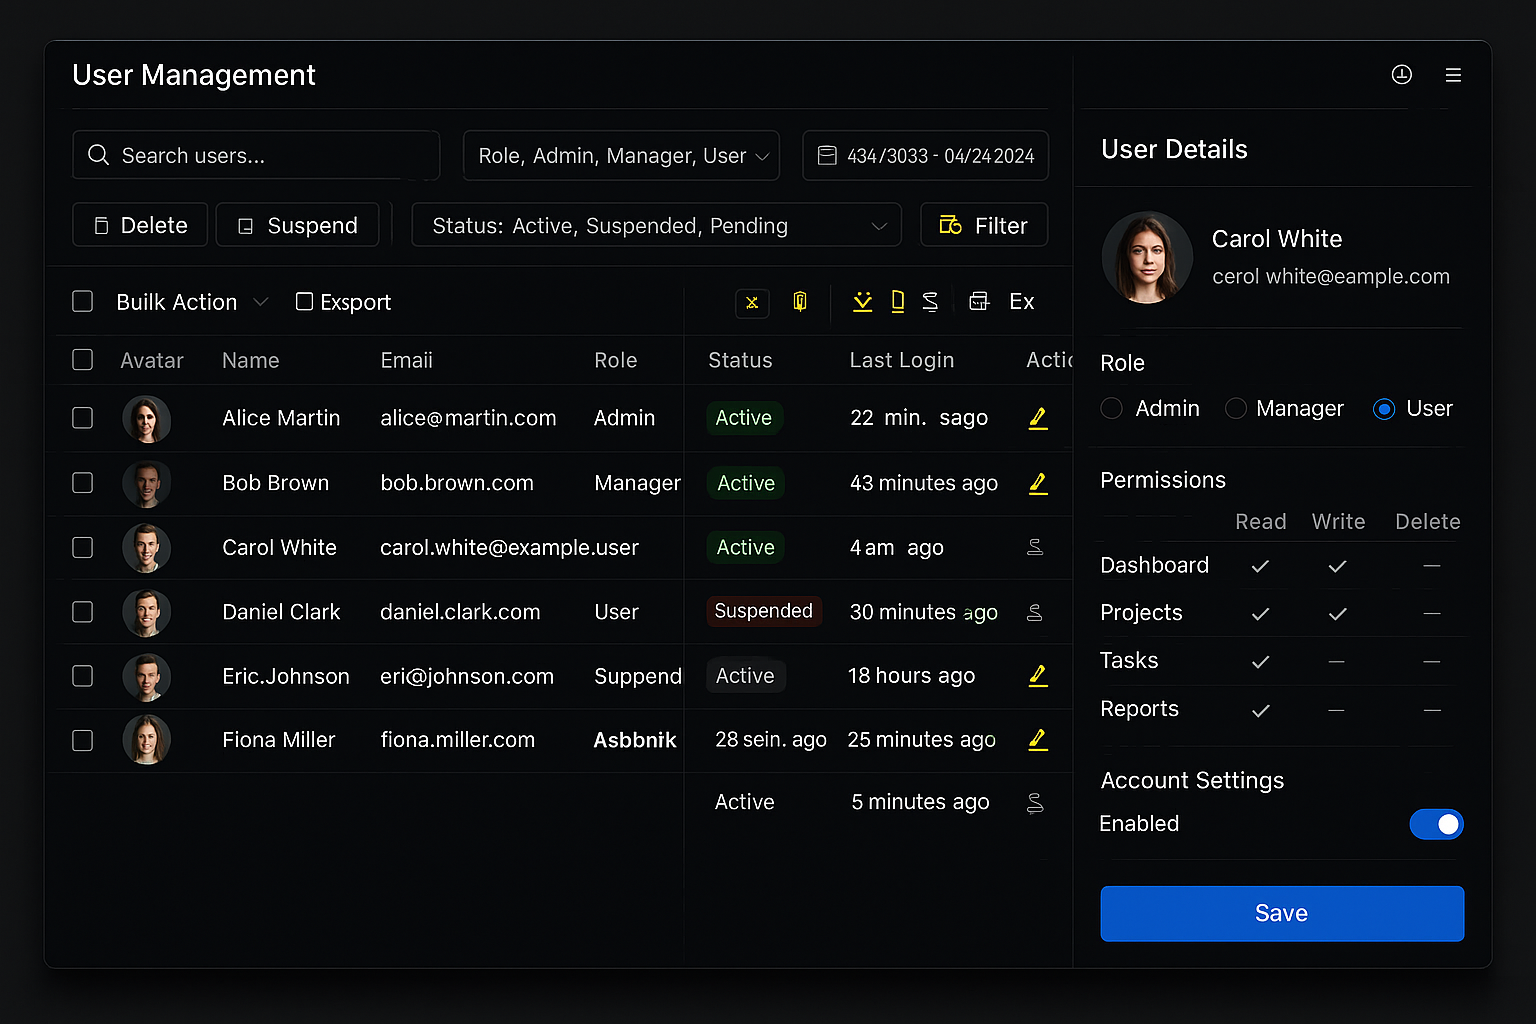 User Management
Search users...
Role, Admin, Manager, User
434/3033 - 04/242024
Delete
Suspend
Status: Active, Suspended, Pending
Filter
Builk Action
Exsport
Ex
Avatar Name Emaii Role Status Last Login Actic
Alice Martin alice@martin.com Admin Active 22 min. sago
Bob Brown bob.brown.com Manager Active 43 minutes ago
Carol White carol.white@example.user Active 4am ago
Daniel Clark daniel.clark.com User Suspended 30 minutes ago
Eric.Johnson eri@johnson.com Suppend Active 18 hours ago
Fiona Miller fiona.miller.com Asbbnrk 28 sein. ago 25 minutes ago
Active 5 minutes ago
User Details
Carol White
cerol white@eample.com
Role
Admin Manager User
Permissions
Read Write Delete
Dashboard
Projects
Tasks
Reports
Account Settings
Enabled
Save